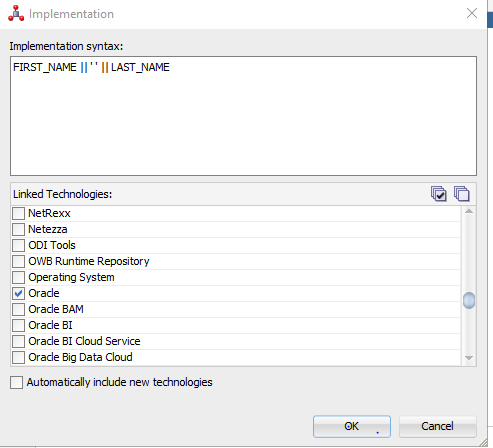 Implementation
Implementation syntax:
FIRST_NAME || ' ' || LAST_NAME
Linked Technologies:
NetRexx
Netezza
ODI Tools
OWB Runtime Repository
Operating System
Oracle
Oracle BAM
Oracle BI
Oracle BI Cloud Service
Oracle Big Data Cloud
Automatically include new technologies
OK
Cancel